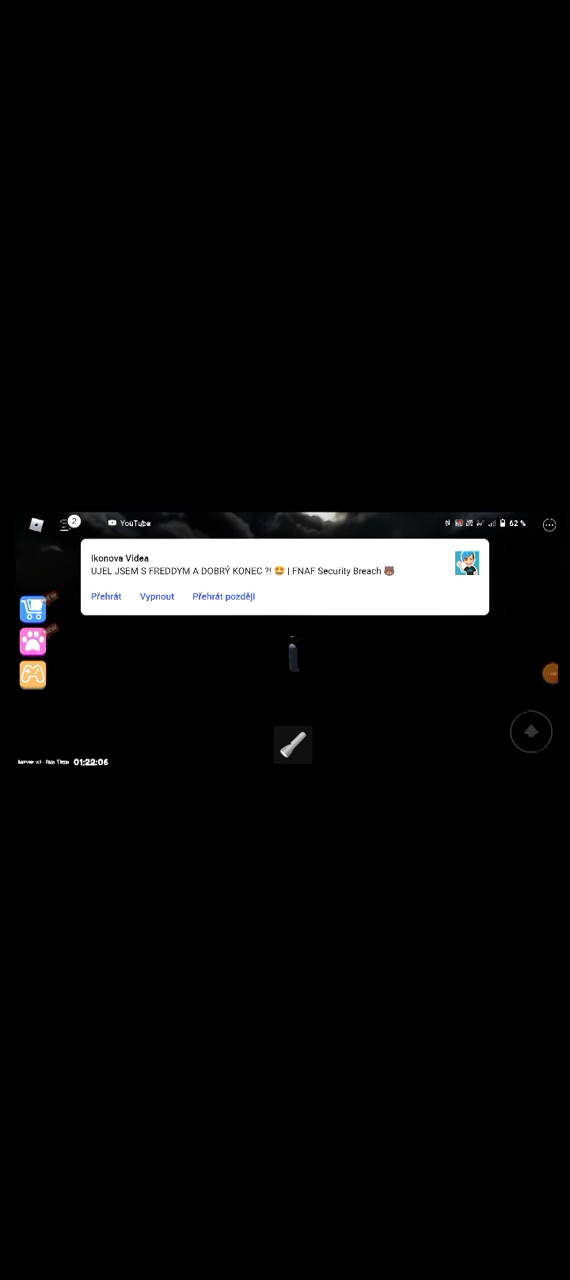 2
YouTube
62 %
Ikonova Videa
UJEL JSEM S FREDDYM A DOBRÝ KONEC ?! 🤩 | FNAF Security Breach 🐻
Přehrát Vypnout Přehrát později
01:22:06